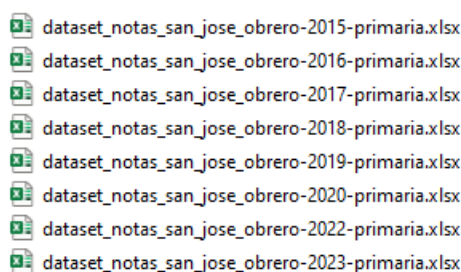 dataset_notas_san_jose_obrero-2015-primaria.xlsx
dataset_notas_san_jose_obrero-2016-primaria.xlsx
dataset_notas_san_jose_obrero-2017-primaria.xlsx
dataset_notas_san_jose_obrero-2018-primaria.xlsx
dataset_notas_san_jose_obrero-2019-primaria.xlsx
dataset_notas_san_jose_obrero-2020-primaria.xlsx
dataset_notas_san_jose_obrero-2022-primaria.xlsx
dataset_notas_san_jose_obrero-2023-primaria.xlsx